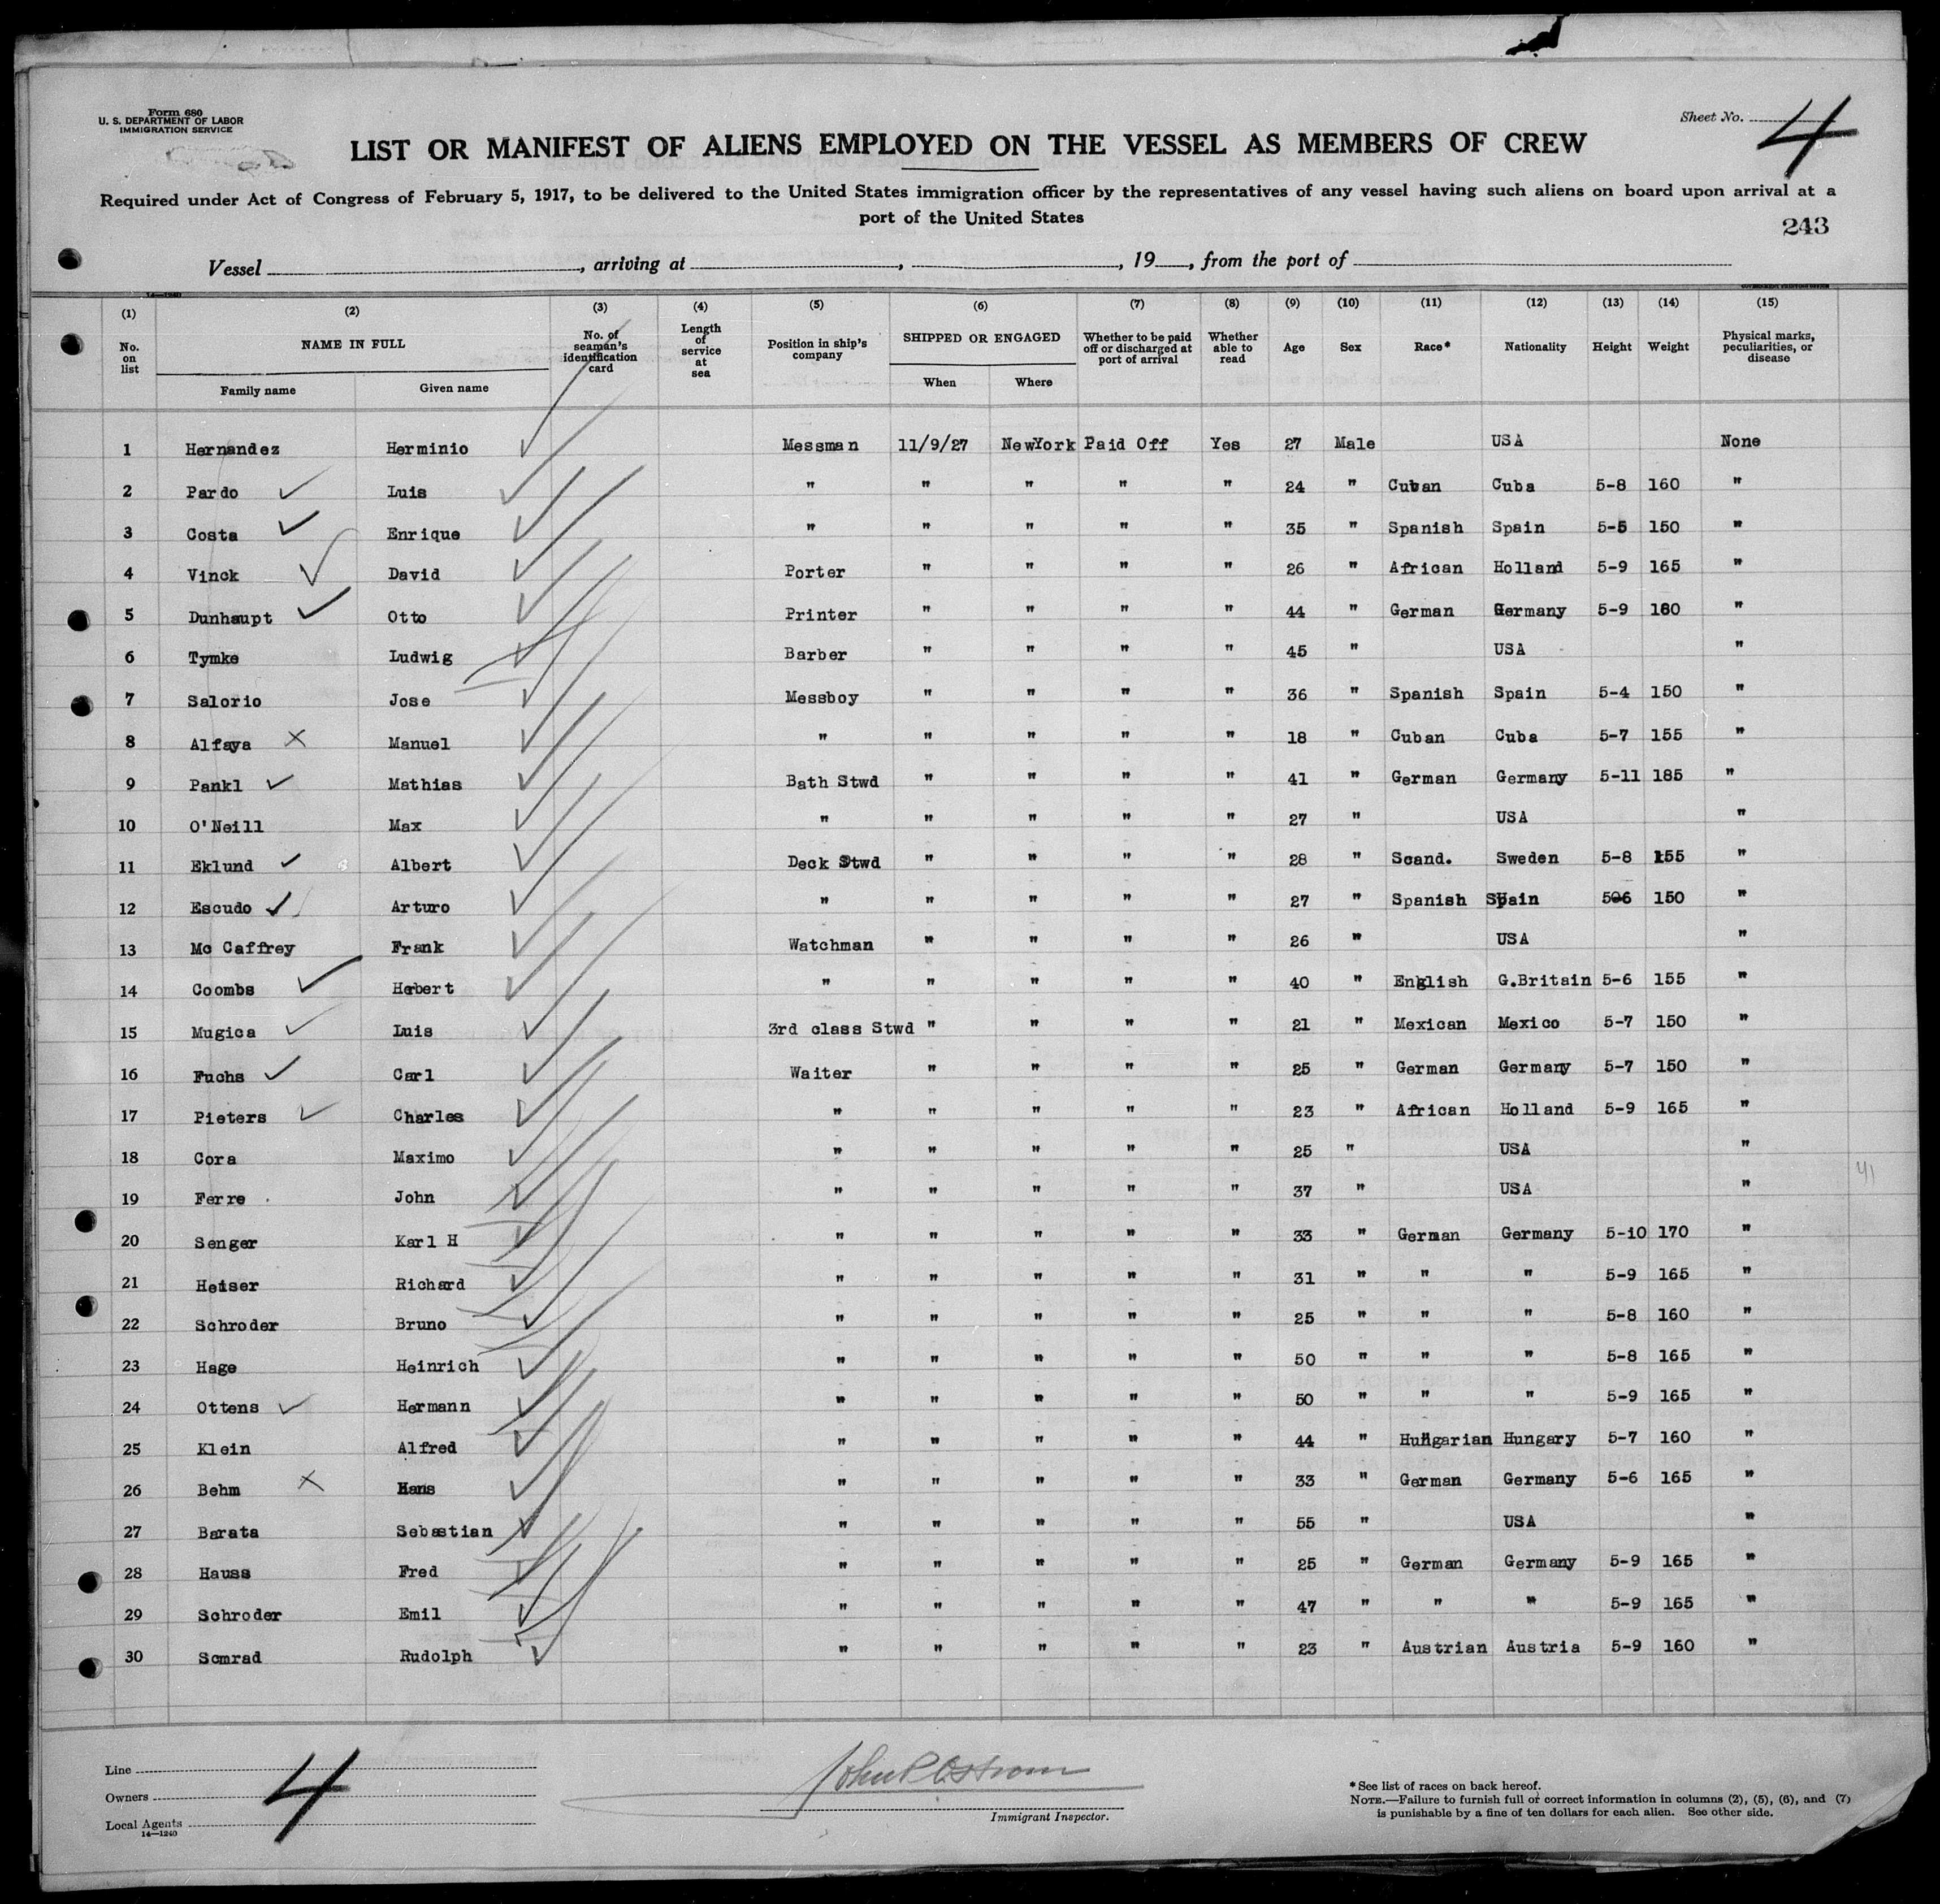 Form 680
U. S. DEPARTMENT OF LABOR
IMMIGRATION SERVICE
Sheet No. 4
LIST OR MANIFEST OF ALIENS EMPLOYED ON THE VESSEL AS MEMBERS OF CREW
Required under Act of Congress of February 5, 1917, to be delivered to the United States immigration officer by the representatives of any vessel having such aliens on board upon arrival at a
port of the United States
243
Vessel , arriving at , , 19 , from the port of
(1) (2) (3) (4) (5) (6) (7) (8) (9) (10) (11) (12) (13) (14) (15)
No. on list NAME IN FULL Family name Given name No. of seaman's identification card Length of service at sea Position in ship's company SHIPPED OR ENGAGED When Where Whether to be paid off or discharged at port of arrival Whether able to read Age Sex Race* Nationality Height Weight Physical marks, peculiarities, or disease
1 Hernandez Herminio Messman 11/9/27 NewYork Paid Off Yes 27 Male USA None
2 Pardo Luis " " " " " 24 " Cuban Cuba 5-8 160 "
3 Costa Enrique " " " " " 35 " Spanish Spain 5-5 150 "
4 Vinck David Porter " " " " 26 " African Holland 5-9 165 "
5 Dunhaupt Otto Printer " " " " 44 " German Germany 5-9 180 "
6 Tymke Ludwig Barber " " " " 45 " USA "
7 Salorio Jose Messboy " " " " 36 " Spanish Spain 5-4 150 "
8 Alfaya Manuel " " " " " 18 " Cuban Cuba 5-7 155 "
9 Pankl Mathias Bath Stwd " " " " 41 " German Germany 5-11 185 "
10 O'Neill Max " " " " " 27 " USA "
11 Eklund Albert Deck Stwd " " " " 28 " Scand. Sweden 5-8 155 "
12 Escudo Arturo " " " " " 27 " Spanish Spain 5-6 150 "
13 Mc Caffrey Frank Watchman " " " " 26 " USA "
14 Coombs Herbert " " " " " 40 " English G.Britain 5-6 155 "
15 Mugica Luis 3rd class Stwd " " " " 21 " Mexican Mexico 5-7 150 "
16 Fuchs Carl Waiter " " " " 25 " German Germany 5-7 150 "
17 Pieters Charles " " " " " 23 " African Holland 5-9 165 "
18 Cora Maximo " " " " " 25 " USA "
19 Ferre John " " " " " 37 " USA "
20 Senger Karl H " " " " " 33 " German Germany 5-10 170 "
21 Heiser Richard " " " " " 31 " " " 5-9 165 "
22 Schroder Bruno " " " " " 25 " " " 5-8 160 "
23 Hage Heinrich " " " " " 50 " " " 5-8 165 "
24 Ottens Hermann " " " " " 50 " " " 5-9 165 "
25 Klein Alfred " " " " " 44 " Hungarian Hungary 5-7 160 "
26 Behm Hans " " " " " 33 " German Germany 5-6 165 "
27 Barata Sebastian " " " " " 55 " USA "
28 Hauss Fred " " " " " 25 " German Germany 5-9 165 "
29 Schroder Emil " " " " " 47 " " " 5-9 165 "
30 Somrad Rudolph " " " " " 23 " Austrian Austria 5-9 160 "
41
Line
Owners
Local Agents
14—1240
4
John P Ostrom
Immigrant Inspector.
* See list of races on back hereof.
NOTE.—Failure to furnish full or correct information in columns (2), (5), (6), and (7)
is punishable by a fine of ten dollars for each alien. See other side.